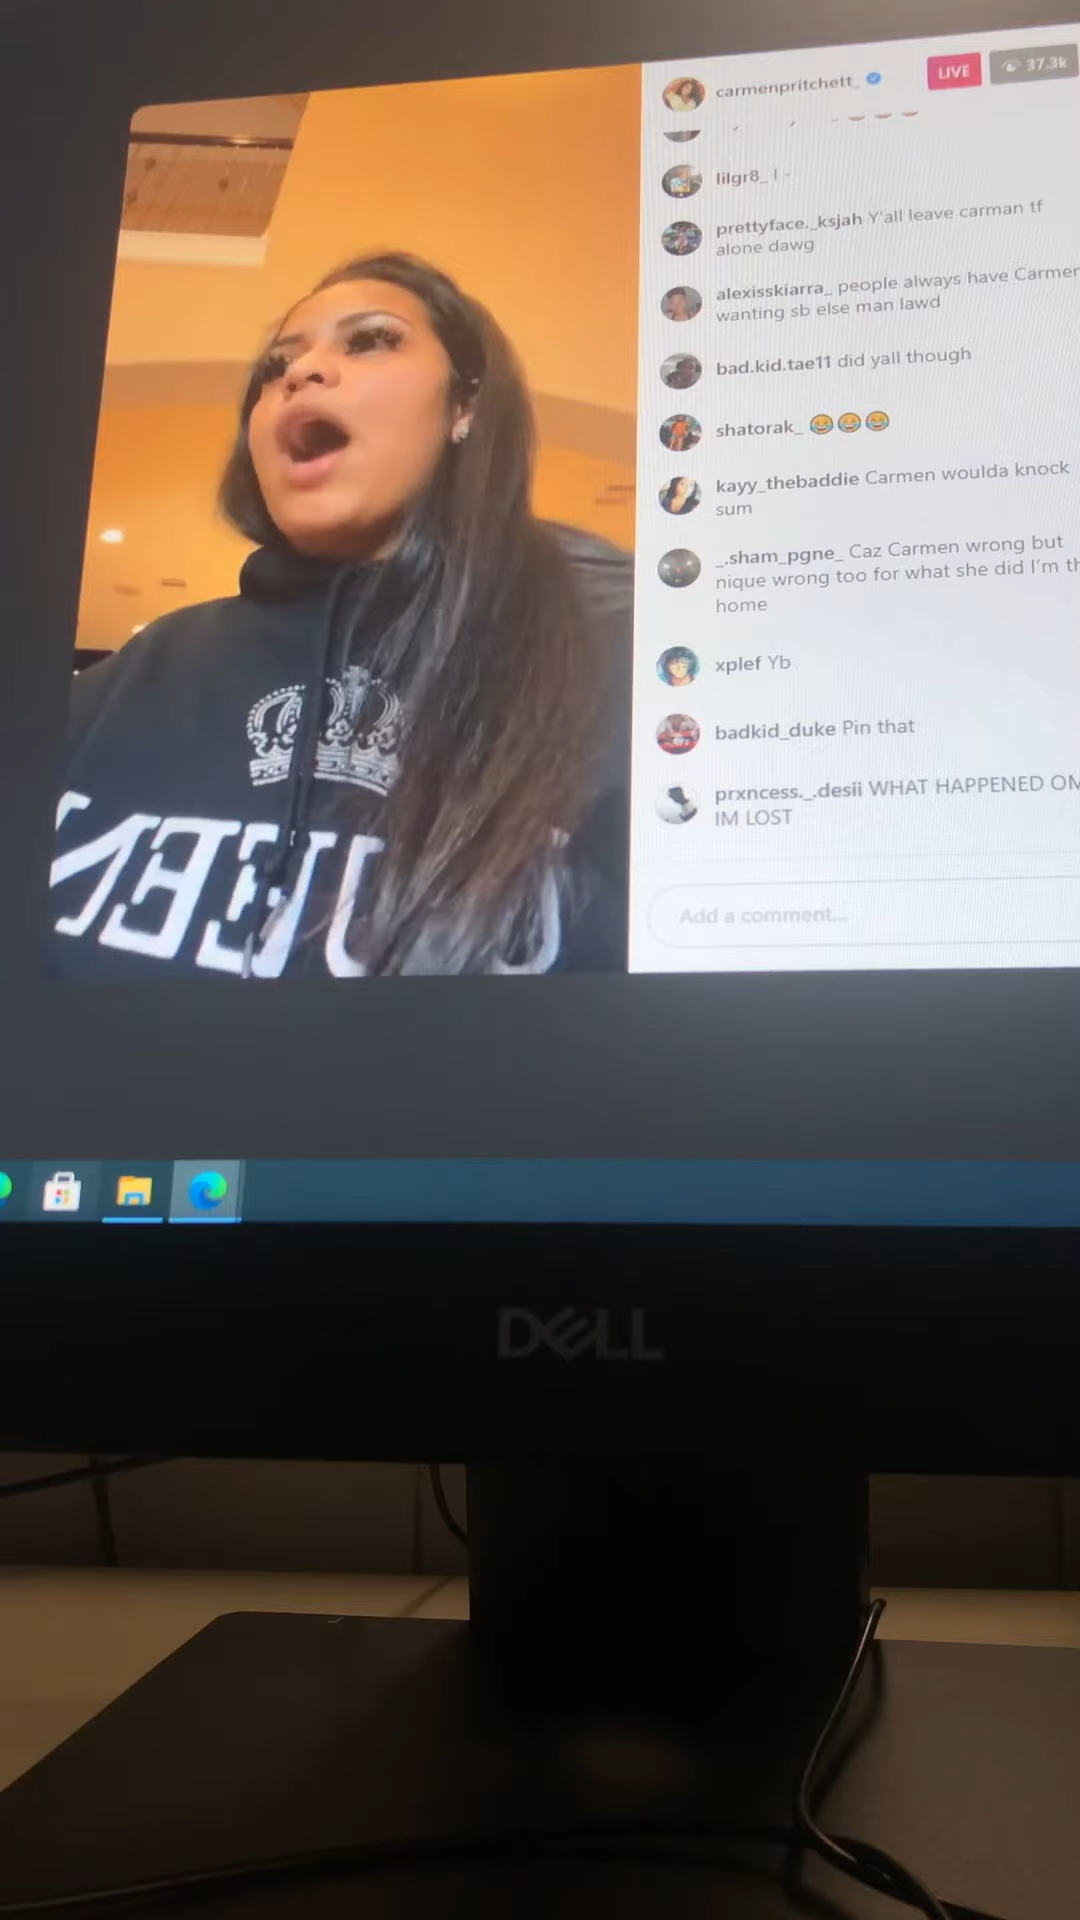 carmenpritchett_
LIVE
37.3k
lilgr8_ I
prettyface._ksjah Y'all leave carman tf
alone dawg
alexisskiarra_ people always have Carmen
wanting sb else man lawd
bad.kid.tae11 did yall though
shatorak_ 😂😂😂
kayy_thebaddie Carmen woulda knock
sum
_.sham_pgne_ Caz Carmen wrong but
nique wrong too for what she did I'm th
home
xplef Yb
badkid_duke Pin that
prxncess._.desii WHAT HAPPENED OM
IM LOST
Add a comment...
QUEEN
DELL